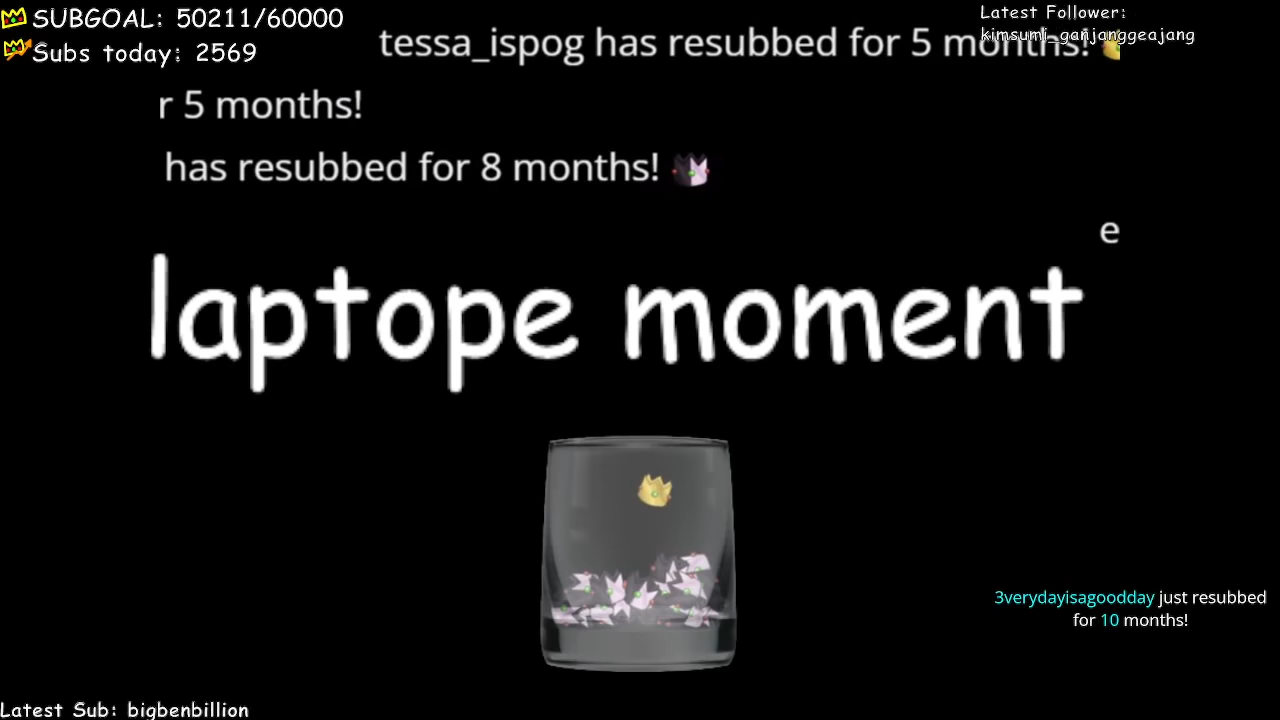 SUBGOAL: 50211/60000
Subs today: 2569
Latest Follower:
kimsumi_ganjanggeajang
tessa_ispog has resubbed for 5 months!
r 5 months!
has resubbed for 8 months!
e
laptope moment
3verydayisagoodday just resubbed
for 10 months!
Latest Sub: bigbenbillion